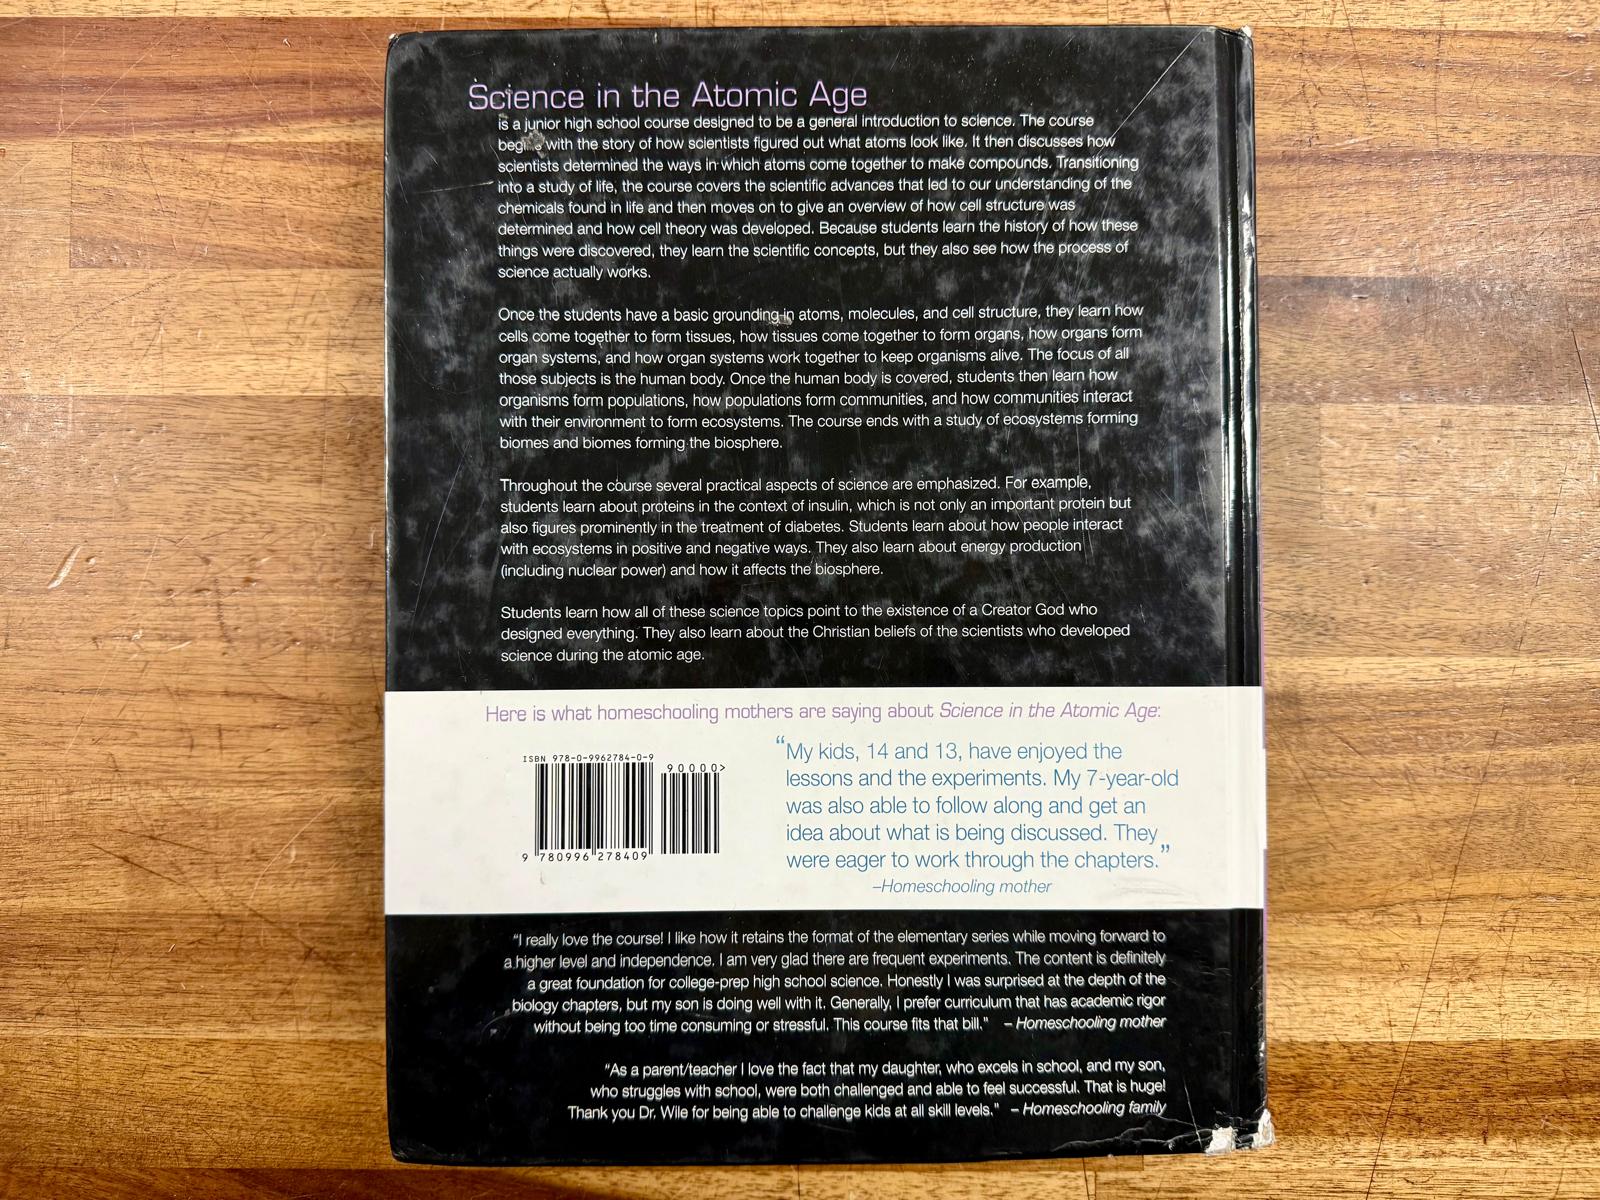 Science in the Atomic Age
is a junior high school course designed to be a general introduction to science. The course
with the story of how scientists figured out what atoms look like. It then discusses how
scientists determined the ways in which atoms come together to make compounds. Transitioning
into a study of life, the course covers the scientific advances that led to our understanding of the
chemicals found in life and then moves on to give an overview of how cell structure was
determined and how cell theory was developed. Because students learn the history of how these
things were discovered, they learn the scientific concepts, but they also see how the process of
science actually works.
Once the students have a basic grounding in atoms, molecules, and cell structure, they learn how
cells come together to form tissues, how tissues come together to form organs, how organs form
organ systems, and how organ systems work together to keep organisms alive. The focus of all
those subjects is the human body. Once the human body is covered, students then learn how
organisms form populations, how populations form communities, and how communities interact
with their environment to form ecosystems. The course ends with a study of ecosystems forming
biomes and biomes forming the biosphere.
Throughout the course several practical aspects of science are emphasized. For example,
students learn about proteins in the context of insulin, which is not only an important protein but
also figures prominently in the treatment of diabetes. Students learn about how people interact
with ecosystems in positive and negative ways. They also learn about energy production
(including nuclear power) and how it affects the biosphere.
Students learn how all of these science topics point to the existence of a Creator God who
designed everything. They also learn about the Christian beliefs of the scientists who developed
science during the atomic age.
Here is what homeschooling mothers are saying about Science in the Atomic Age:
ISBN 978-0-9962784-0-9
90000>
9 780996 278409
“My kids, 14 and 13, have enjoyed the
lessons and the experiments. My 7-year-old
was also able to follow along and get an
idea about what is being discussed. They
were eager to work through the chapters.”
–Homeschooling mother
“I really love the course! I like how it retains the format of the elementary series while moving forward to
a higher level and independence. I am very glad there are frequent experiments. The content is definitely
a great foundation for college-prep high school science. Honestly I was surprised at the depth of the
biology chapters, but my son is doing well with it. Generally, I prefer curriculum that has academic rigor
without being too time consuming or stressful. This course fits that bill.” – Homeschooling mother
“As a parent/teacher I love the fact that my daughter, who excels in school, and my son,
who struggles with school, were both challenged and able to feel successful. That is huge!
Thank you Dr. Wile for being able to challenge kids at all skill levels.” – Homeschooling family